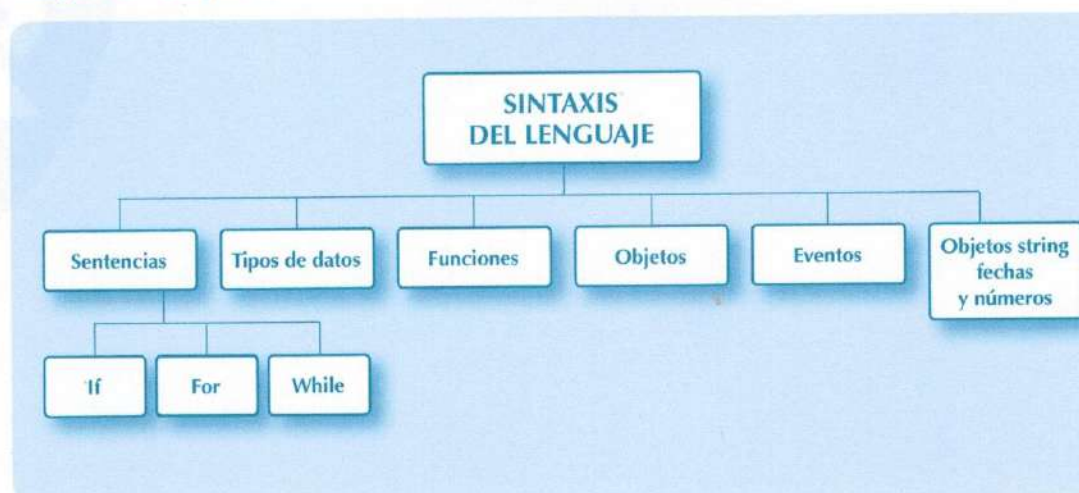 SINTAXIS
DEL LENGUAJE
Sentencias
Tipos de datos
Funciones
Objetos
Eventos
Objetos string
fechas
y números
If
For
While